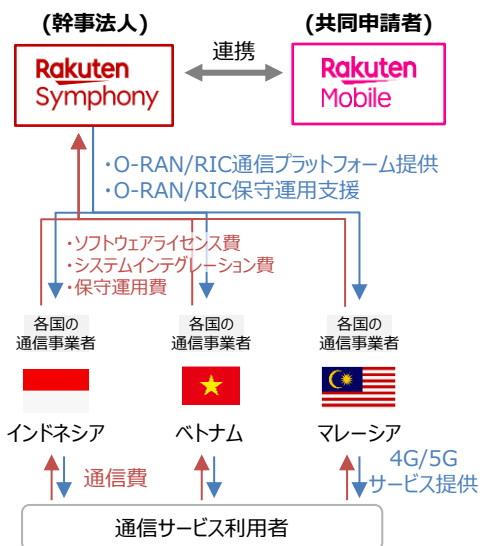 (幹事法人)
(共同申請者)
連携
Rakuten
Symphony
Rakuten
Mobile
・O-RAN/RIC通信プラットフォーム提供
・O-RAN/RIC保守運用支援
・ソフトウェアライセンス費
・システムインテグレーション費
・保守運用費
各国の
通信事業者
各国の
通信事業者
各国の
通信事業者
インドネシア
ベトナム
マレーシア
通信費
4G/5G
サービス提供
通信サービス利用者